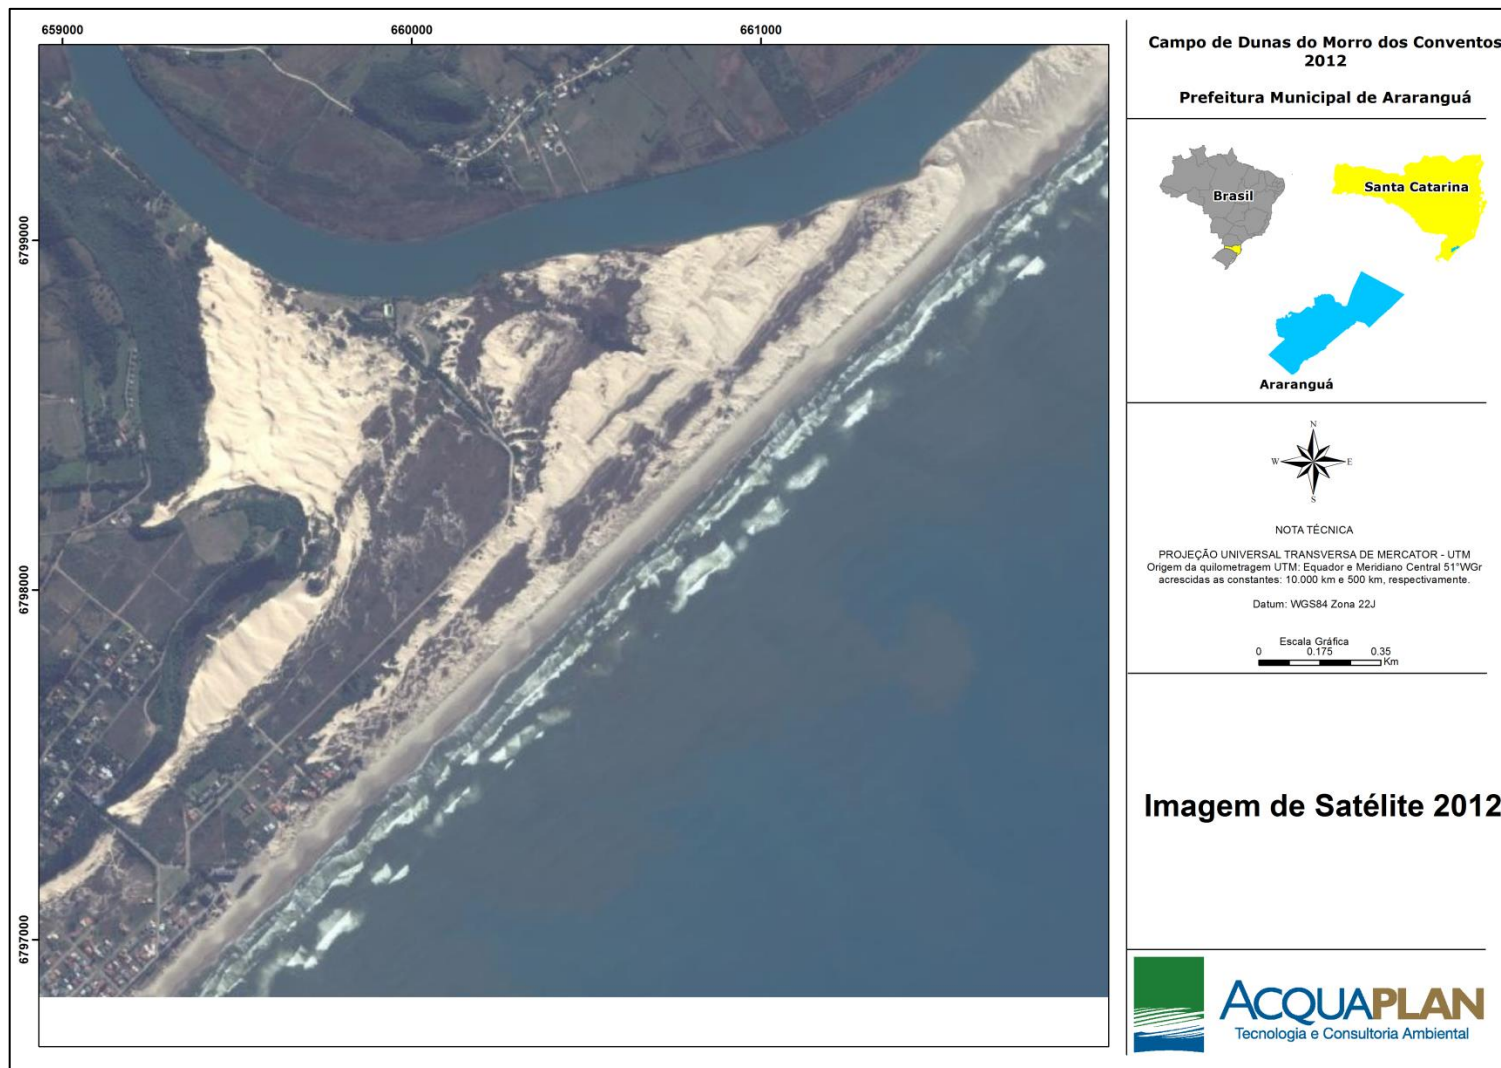 659000
660000
661000
6799000
6798000
6797000
Campo de Dunas do Morro dos Conventos
2012
Prefeitura Municipal de Araranguá
Brasil
Santa Catarina
Araranguá
N
W
E
S
NOTA TÉCNICA
PROJEÇÃO UNIVERSAL TRANSVERSA DE MERCATOR - UTM
Origem da quilometragem UTM: Equador e Meridiano Central 51°WGr
acrescidas as constantes: 10.000 km e 500 km, respectivamente.
Datum: WGS84 Zona 22J
Escala Gráfica
0 0.175 0.35
Km
Imagem de Satélite 2012
ACQUAPLAN
Tecnologia e Consultoria Ambiental